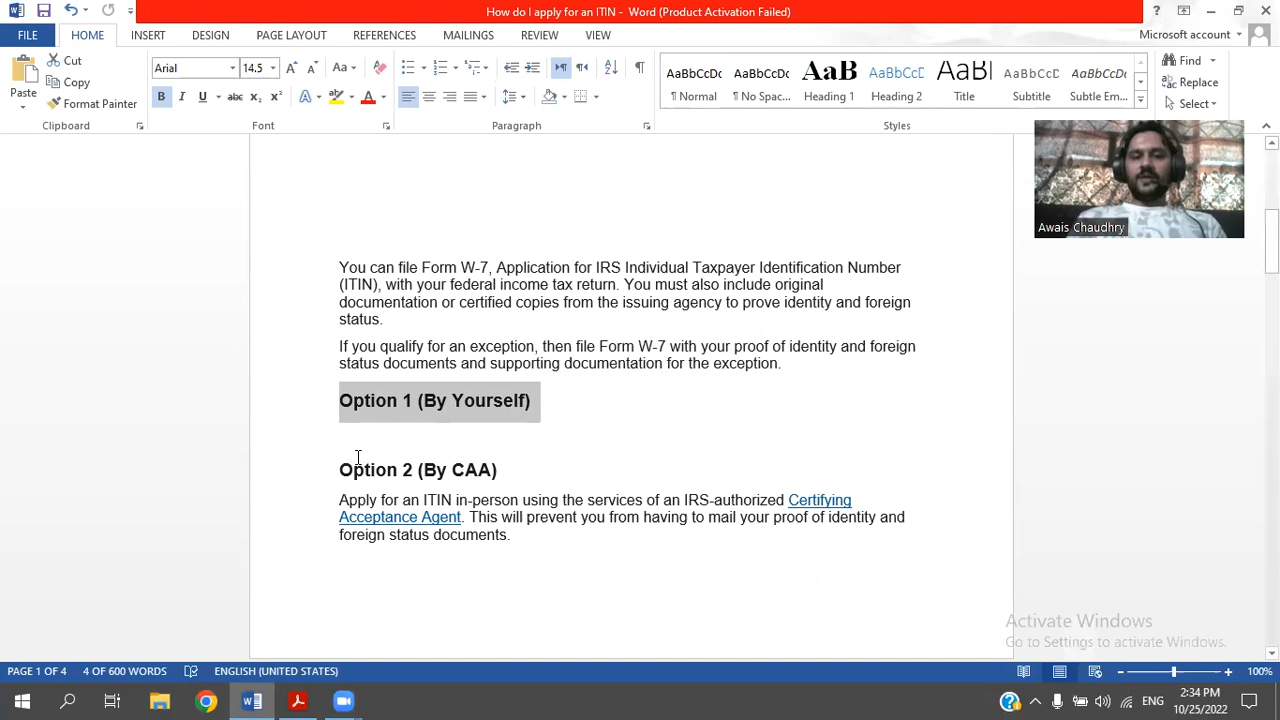 How do I apply for an ITIN - Word (Product Activation Failed)
FILE HOME INSERT DESIGN PAGE LAYOUT REFERENCES MAILINGS REVIEW VIEW Microsoft account
Paste
Cut
Copy
Format Painter
Clipboard
Arial 14.5
Font
Paragraph
AaBbCcDc AaBbCcDc AaBb AaBbCcC AaBl AaBbCcDc AaBbCcDc
¶ Normal ¶ No Spac... Heading 1 Heading 2 Title Subtitle Subtle Em...
Styles
Find
Replace
Select
Awais Chaudhry
You can file Form W-7, Application for IRS Individual Taxpayer Identification Number
(ITIN), with your federal income tax return. You must also include original
documentation or certified copies from the issuing agency to prove identity and foreign
status.
If you qualify for an exception, then file Form W-7 with your proof of identity and foreign
status documents and supporting documentation for the exception.
Option 1 (By Yourself)
Option 2 (By CAA)
Apply for an ITIN in-person using the services of an IRS-authorized Certifying
Acceptance Agent. This will prevent you from having to mail your proof of identity and
foreign status documents.
Activate Windows
Go to Settings to activate Windows.
PAGE 1 OF 4 4 OF 600 WORDS ENGLISH (UNITED STATES) 100%
ENG
2:34 PM
10/25/2022